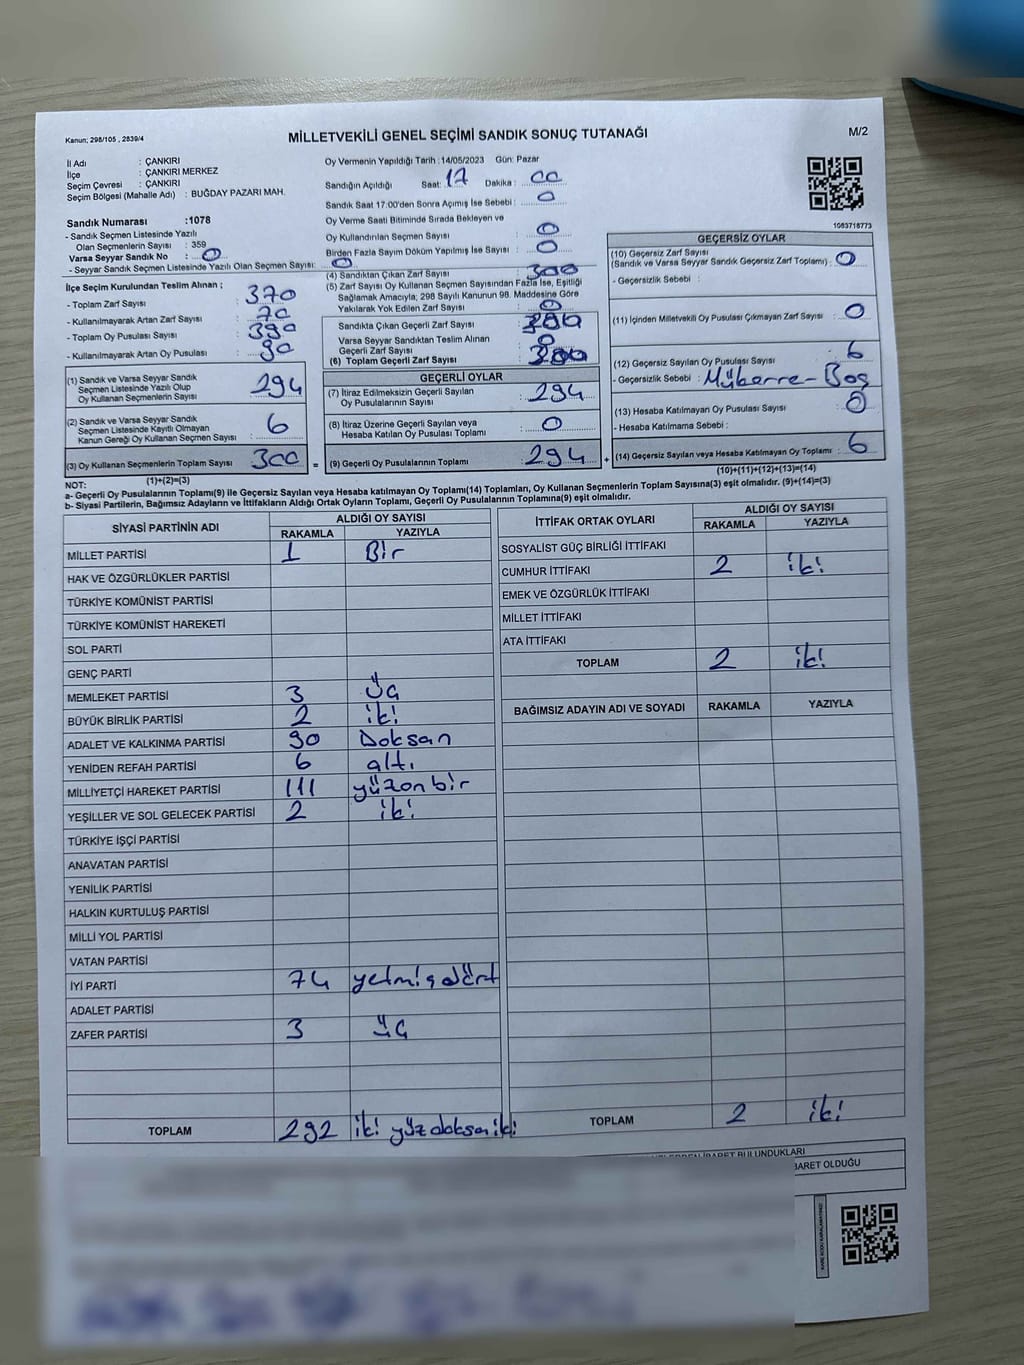 Kanun; 298/105 , 2839/4
MİLLETVEKİLİ GENEL SEÇİMİ SANDIK SONUÇ TUTANAĞI
M/2
İl Adı : ÇANKIRI
İlçe : ÇANKIRI MERKEZ
Seçim Çevresi : ÇANKIRI
Seçim Bölgesi (Mahalle Adı) : BUĞDAY PAZARI MAH.
Sandık Numarası :1078
- Sandık Seçmen Listesinde Yazılı
Olan Seçmenlerin Sayısı : 359
Varsa Seyyar Sandık No : 0
- Seyyar Sandık Seçmen Listesinde Yazılı Olan Seçmen Sayısı: 0
İlçe Seçim Kurulundan Teslim Alınan ;
- Toplam Zarf Sayısı : 370
- Kullanılmayarak Artan Zarf Sayısı : 70
- Toplam Oy Pusulası Sayısı : 390
- Kullanılmayarak Artan Oy Pusulası : 90
(1) Sandık ve Varsa Seyyar Sandık
Seçmen Listesinde Yazılı Olup
Oy Kullanan Seçmenlerin Sayısı : 294
(2) Sandık ve Varsa Seyyar Sandık
Seçmen Listesinde Kayıtlı Olmayan
Kanun Gereği Oy Kullanan Seçmen Sayısı : 6
(3) Oy Kullanan Seçmenlerin Toplam Sayısı 300 =
(1)+(2)=(3)
Oy Vermenin Yapıldığı Tarih :14/05/2023 Gün: Pazar
Sandığın Açıldığı Saat: 17 Dakika : 00
Sandık Saat 17:00'den Sonra Açımış İse Sebebi : 0
Oy Verme Saati Bitiminde Sırada Bekleyen ve
Oy Kullandırılan Seçmen Sayısı : 0
Birden Fazla Sayım Döküm Yapılmış İse Sayısı : 0
(4) Sandıktan Çıkan Zarf Sayısı : 300
(5) Zarf Sayısı Oy Kullanan Seçmen Sayısından Fazla İse, Eşitliği
Sağlamak Amacıyla; 298 Sayılı Kanunun 98. Maddesine Göre
Yakılarak Yok Edilen Zarf Sayısı : 0
Sandıkta Çıkan Geçerli Zarf Sayısı : 300
Varsa Seyyar Sandıktan Teslim Alınan
Geçerli Zarf Sayısı : 0
(6) Toplam Geçerli Zarf Sayısı : 300
GEÇERLİ OYLAR
(7) İtiraz Edilmeksizin Geçerli Sayılan
Oy Pusulalarının Sayısı : 294
(8) İtiraz Üzerine Geçerli Sayılan veya
Hesaba Katılan Oy Pusulası Toplamı : 0
(9) Geçerli Oy Pusulalarının Toplamı : 294 +
1083718773
GEÇERSİZ OYLAR
(10) Geçersiz Zarf Sayısı
(Sandık ve Varsa Seyyar Sandık Geçersiz Zarf Toplamı) : 0
- Geçersizlik Sebebi :
(11) İçinden Milletvekili Oy Pusulası Çıkmayan Zarf Sayısı : 0
(12) Geçersiz Sayılan Oy Pusulası Sayısı : 6
- Geçersizlik Sebebi : Mükerre-Boş
(13) Hesaba Katılmayan Oy Pusulası Sayısı : 0
- Hesaba Katılmama Sebebi :
(14) Geçersiz Sayılan veya Hesaba Katılmayan Oy Toplamı : 6
(10)+(11)+(12)+(13)=(14)
NOT:
a- Geçerli Oy Pusulalarının Toplamı(9) ile Geçersiz Sayılan veya Hesaba katılmayan Oy Toplamı(14) Toplamları, Oy Kullanan Seçmenlerin Toplam Sayısına(3) eşit olmalıdır. (9)+(14)=(3)
b- Siyasi Partilerin, Bağımsız Adayların ve İttifakların Aldığı Ortak Oyların Toplamı, Geçerli Oy Pusulalarının Toplamına(9) eşit olmalıdır.
SİYASİ PARTİNİN ADI ALDIĞI OY SAYISI
RAKAMLA YAZIYLA
MİLLET PARTİSİ 1 Bir
HAK VE ÖZGÜRLÜKLER PARTİSİ
TÜRKİYE KOMÜNİST PARTİSİ
TÜRKİYE KOMÜNİST HAREKETİ
SOL PARTİ
GENÇ PARTİ
MEMLEKET PARTİSİ 3 Üç
BÜYÜK BİRLİK PARTİSİ 2 iki
ADALET VE KALKINMA PARTİSİ 90 Doksan
YENİDEN REFAH PARTİSİ 6 altı
MİLLİYETÇİ HAREKET PARTİSİ 111 yüzonbir
YEŞİLLER VE SOL GELECEK PARTİSİ 2 iki
TÜRKİYE İŞÇİ PARTİSİ
ANAVATAN PARTİSİ
YENİLİK PARTİSİ
HALKIN KURTULUŞ PARTİSİ
MİLLİ YOL PARTİSİ
VATAN PARTİSİ
İYİ PARTİ 74 yetmişdört
ADALET PARTİSİ
ZAFER PARTİSİ 3 üç
TOPLAM 292 iki yüzdoksaniki
İTTİFAK ORTAK OYLARI ALDIĞI OY SAYISI
RAKAMLA YAZIYLA
SOSYALİST GÜÇ BİRLİĞİ İTTİFAKI
CUMHUR İTTİFAKI 2 iki
EMEK VE ÖZGÜRLÜK İTTİFAKI
MİLLET İTTİFAKI
ATA İTTİFAKI
TOPLAM 2 iki
BAĞIMSIZ ADAYIN ADI VE SOYADI RAKAMLA YAZIYLA
TOPLAM 2 iki
BULUNDUKLARI
OLDUĞU